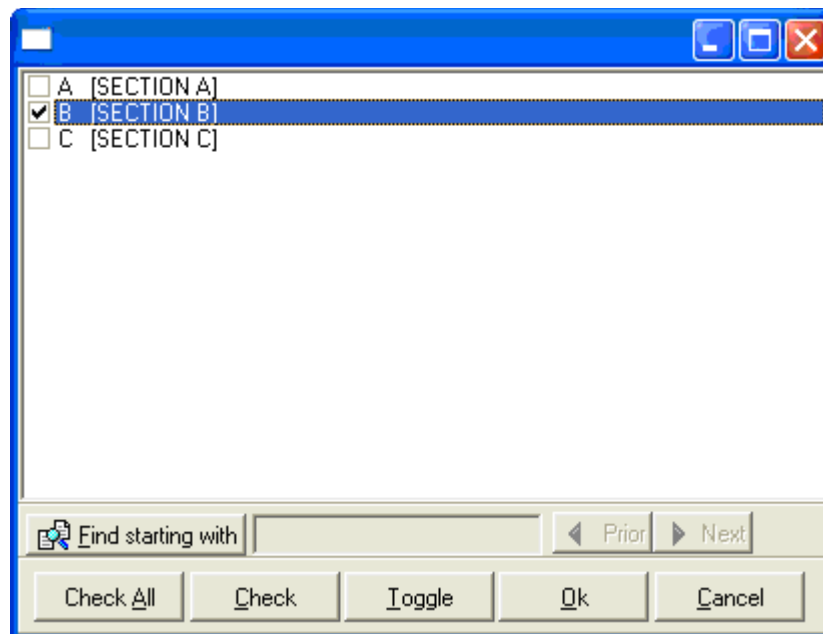 A [SECTION A]
B [SECTION B]
C [SECTION C]
Find starting with Prior Next
Check All Check Toggle Ok Cancel